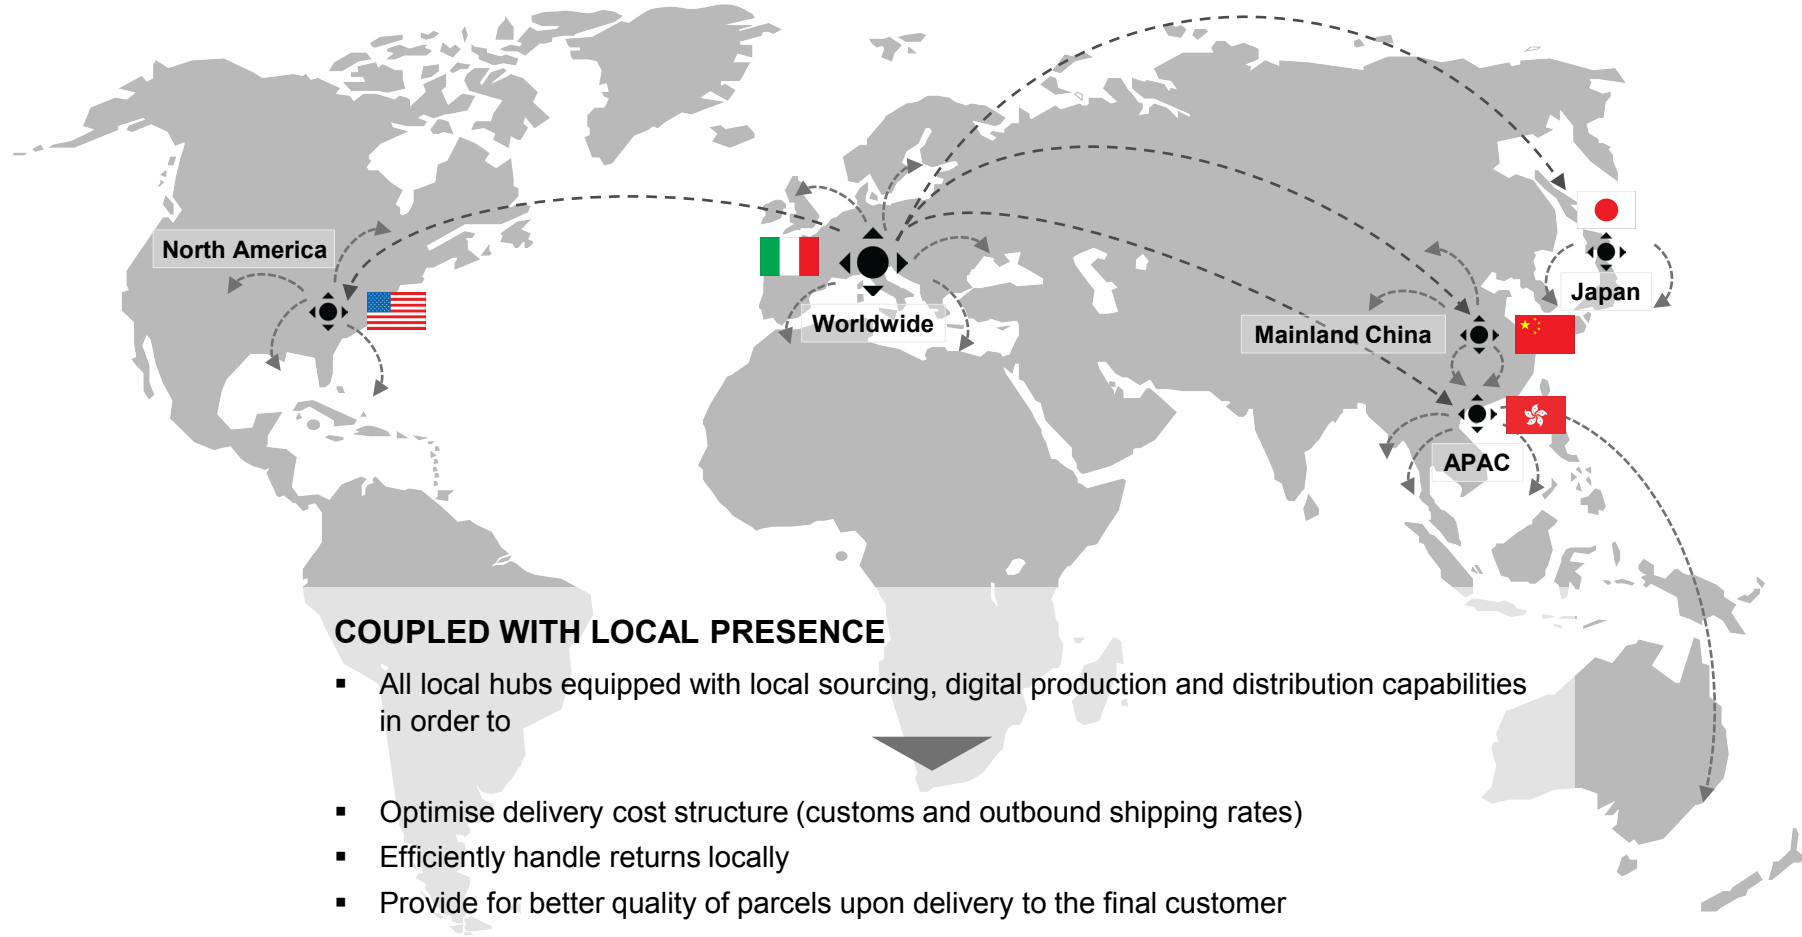 North America
Worldwide
Japan
Mainland China
APAC
COUPLED WITH LOCAL PRESENCE
▪ All local hubs equipped with local sourcing, digital production and distribution capabilities
in order to
▪ Optimise delivery cost structure (customs and outbound shipping rates)
▪ Efficiently handle returns locally
▪ Provide for better quality of parcels upon delivery to the final customer